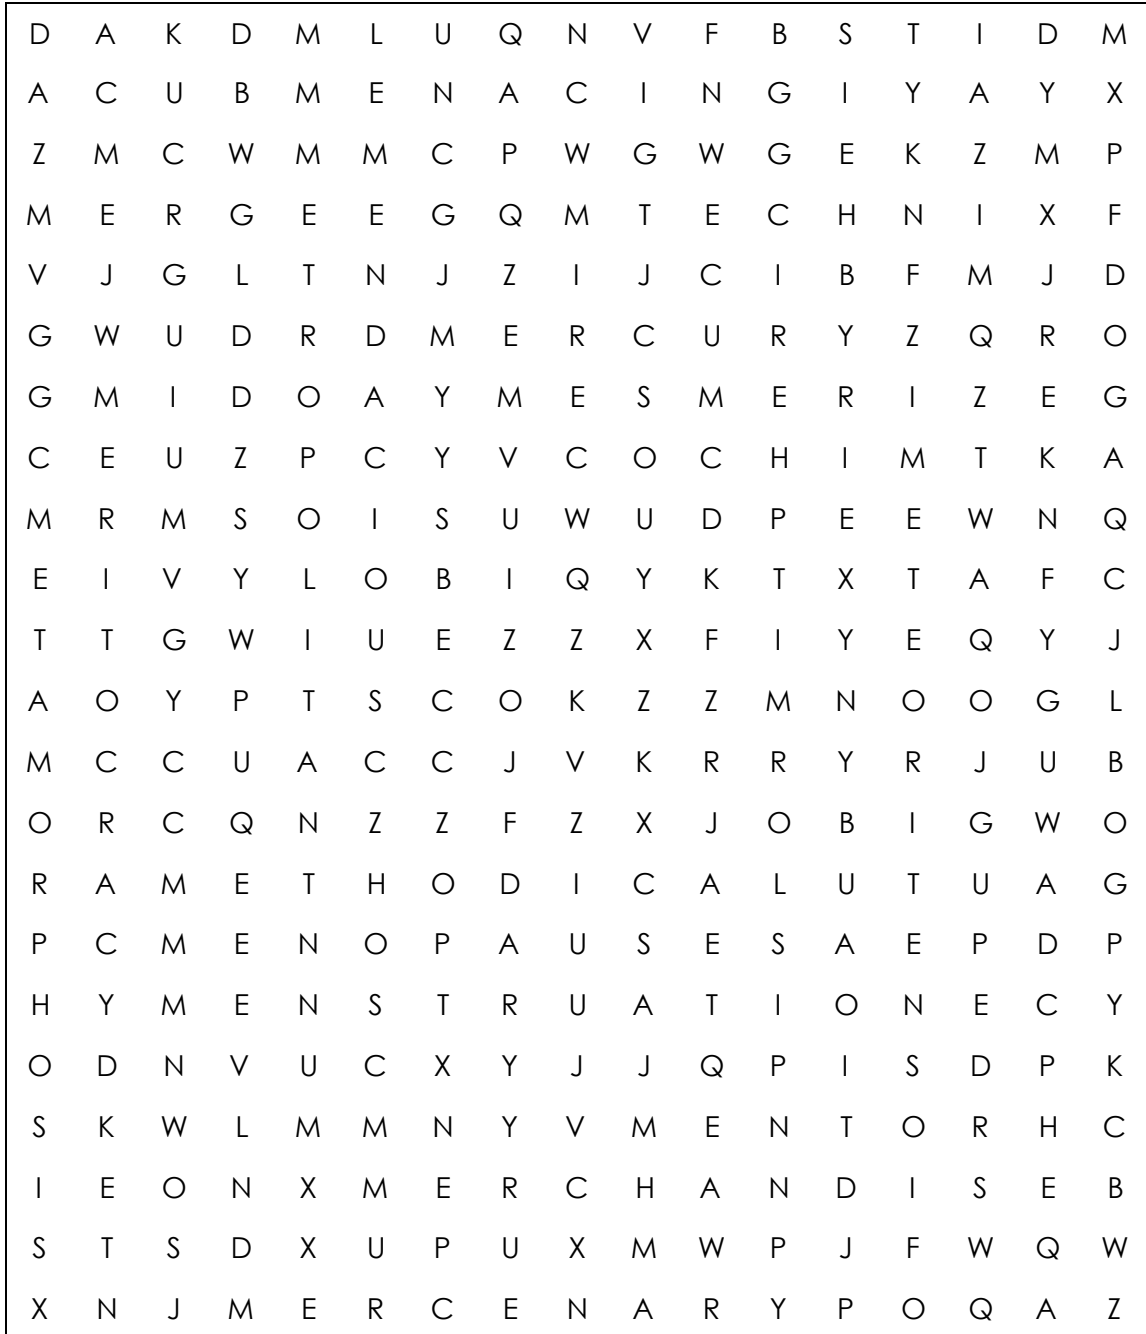 D A K D M L U Q N V F B S T I D M
A C U B M E N A C I N G I Y A Y X
Z M C W M M C P W G W G E K Z M P
M E R G E E G Q M T E C H N I X F
V J G L T N J Z I J C I B F M J D
G W U D R D M E R C U R Y Z Q R O
G M I D O A Y M E S M E R I Z E G
C E U Z P C Y V C O C H I M T K A
M R M S O I S U W U D P E E W N Q
E I V Y L O B I Q Y K T X T A F C
T T G W I U E Z Z X F I Y E Q Y J
A O Y P T S C O K Z Z M N O O G L
M C C U A C C J V K R R Y R J U B
O R C Q N Z Z F Z X J O B I G W O
R A M E T H O D I C A L U T U A G
P C M E N O P A U S E S A E P D P
H Y M E N S T R U A T I O N E C Y
O D N V U C X Y J J Q P I S D P K
S K W L M M N Y V M E N T O R H C
I E O N X M E R C H A N D I S E B
S T S D X U P U X M W P J F W Q W
X N J M E R C E N A R Y P O Q A Z